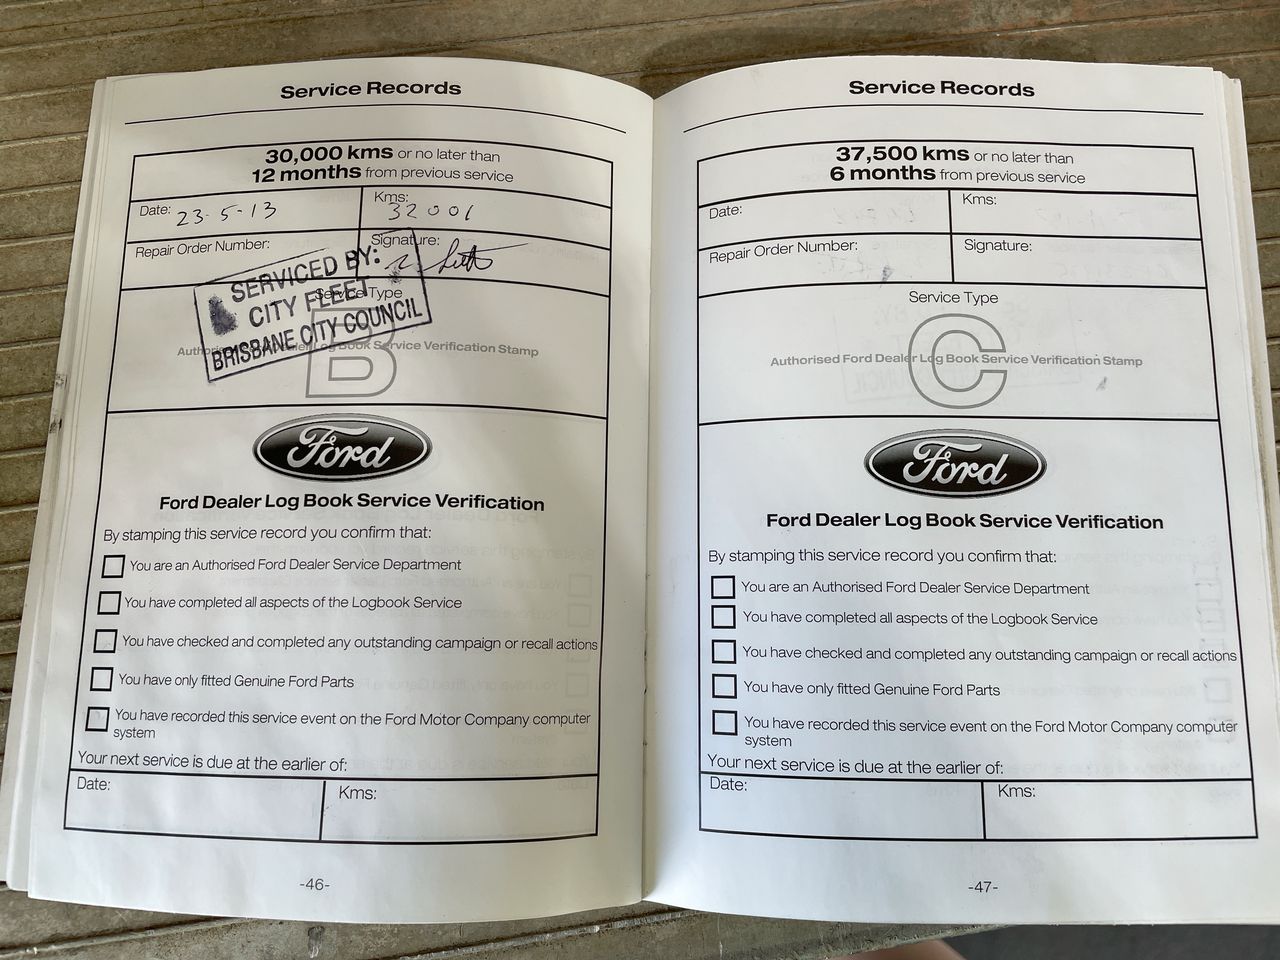 Service Records
30,000 kms or no later than
12 months from previous service
Date: 23-5-13
Kms: 32001
Repair Order Number:
Signature:
SERVICED BY:
CITY FLEET
BRISBANE CITY COUNCIL
Service Type
B
Authorised Ford Dealer Log Book Service Verification Stamp
Ford
Ford Dealer Log Book Service Verification
By stamping this service record you confirm that:
You are an Authorised Ford Dealer Service Department
You have completed all aspects of the Logbook Service
You have checked and completed any outstanding campaign or recall actions
You have only fitted Genuine Ford Parts
You have recorded this service event on the Ford Motor Company computer
system
Your next service is due at the earlier of:
Date:
Kms:
-46-
Service Records
37,500 kms or no later than
6 months from previous service
Date:
Kms:
Repair Order Number:
Signature:
Service Type
C
Authorised Ford Dealer Log Book Service Verification Stamp
Ford
Ford Dealer Log Book Service Verification
By stamping this service record you confirm that:
You are an Authorised Ford Dealer Service Department
You have completed all aspects of the Logbook Service
You have checked and completed any outstanding campaign or recall actions
You have only fitted Genuine Ford Parts
You have recorded this service event on the Ford Motor Company computer
system
Your next service is due at the earlier of:
Date:
Kms:
-47-